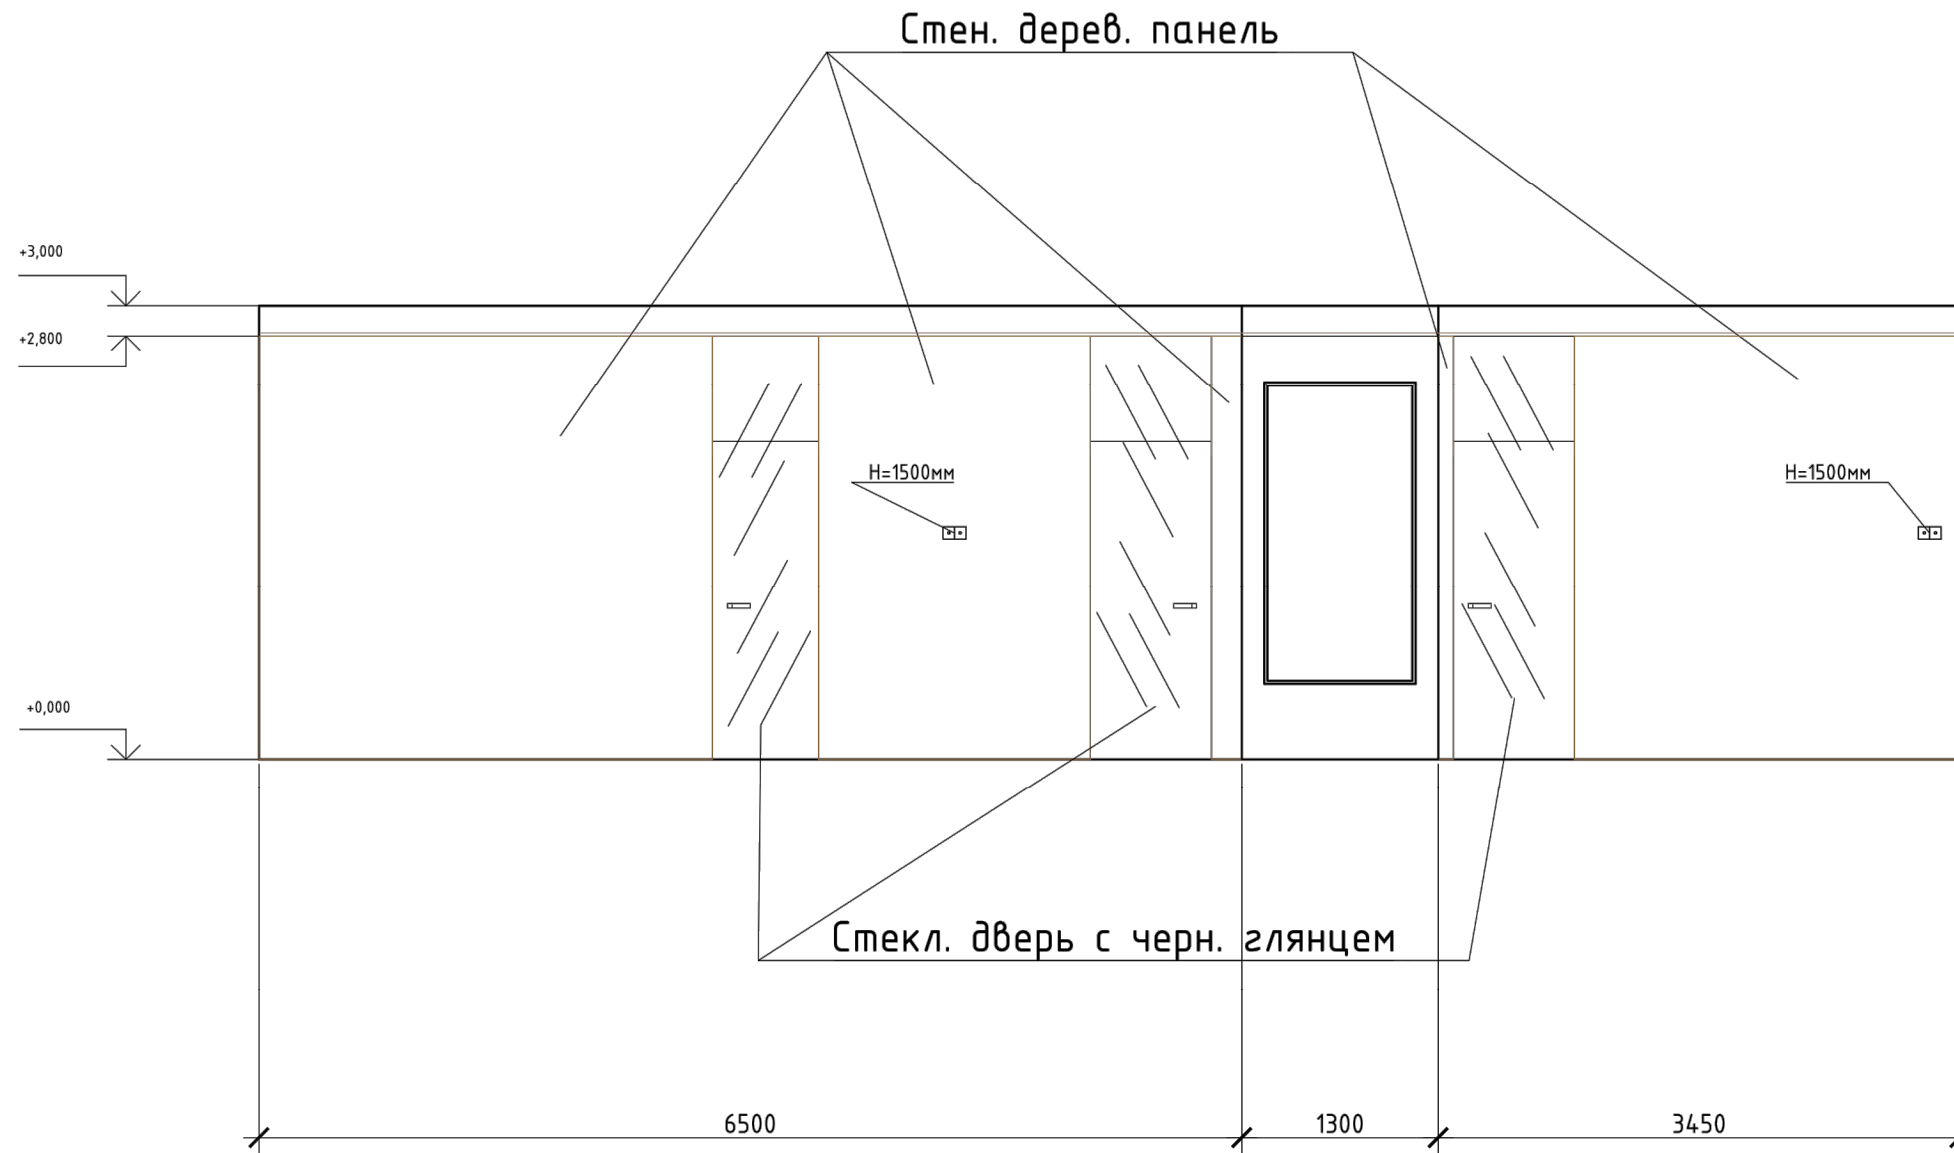 Стен. дерев. панель
+3,000
+2,800
H=1500мм
H=1500мм
+0,000
Стекл. дверь с черн. глянцем
6500
1300
3450